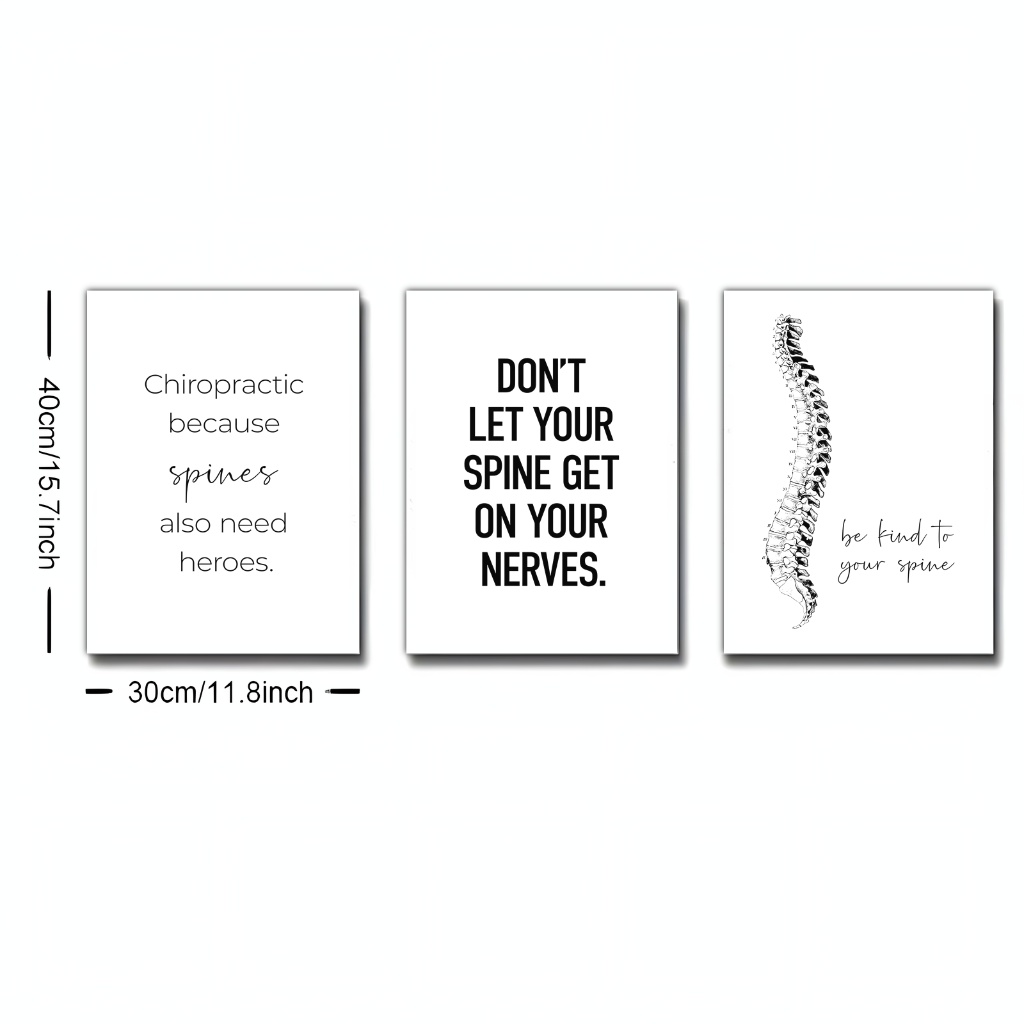 40cm/15.7inch
Chiropractic
because
spines
also need
heroes.
DON'T
LET YOUR
SPINE GET
ON YOUR
NERVES.
be kind to
your spine
30cm/11.8inch